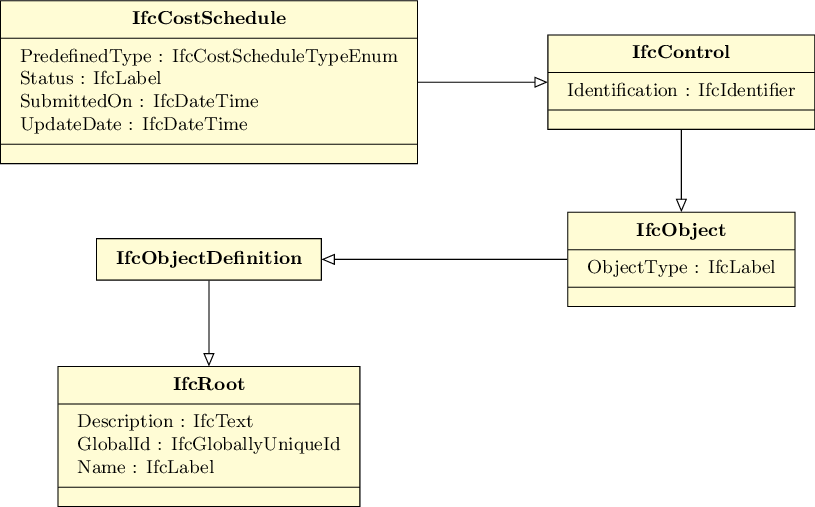 IfcCostSchedule
PredefinedType : IfcCostScheduleTypeEnum
Status : IfcLabel
SubmittedOn : IfcDateTime
UpdateDate : IfcDateTime
IfcControl
Identification : IfcIdentifier
IfcObject
ObjectType : IfcLabel
IfcObjectDefinition
IfcRoot
Description : IfcText
GlobalId : IfcGloballyUniqueId
Name : IfcLabel